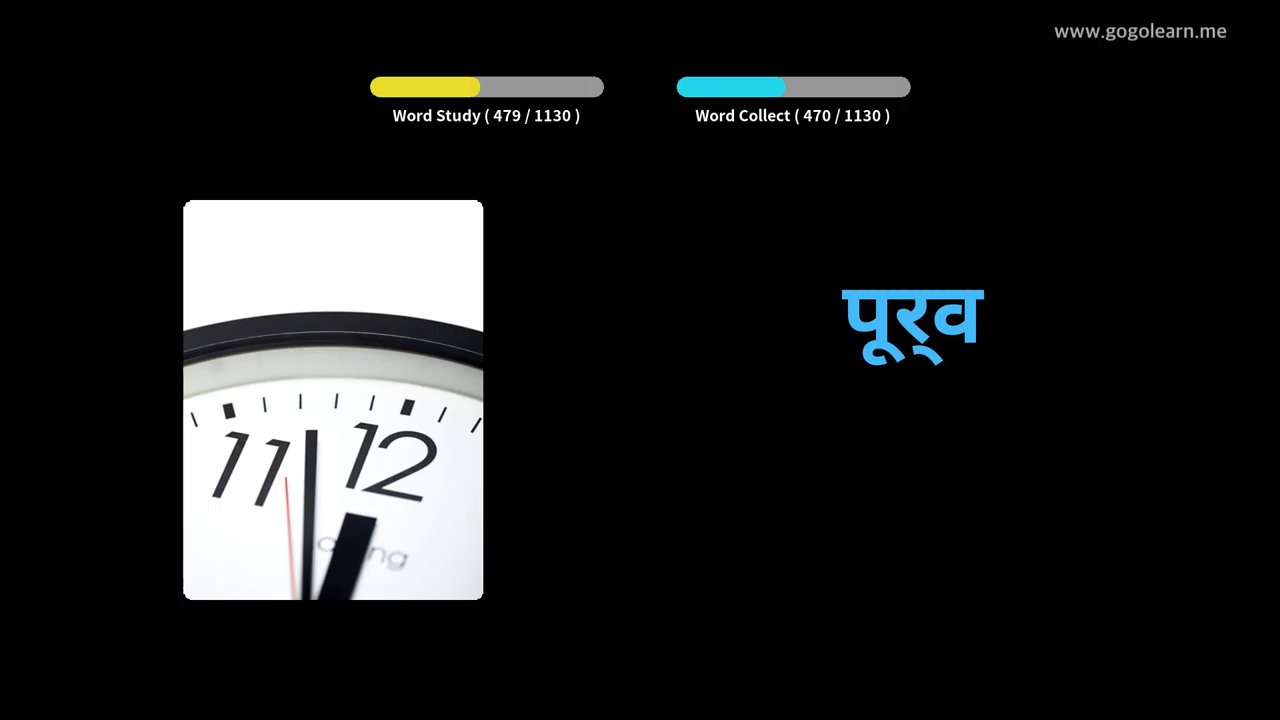 www.gogolearn.me
Word Study ( 479 / 1130 )
Word Collect ( 470 / 1130 )
पूर्‌व
11 12